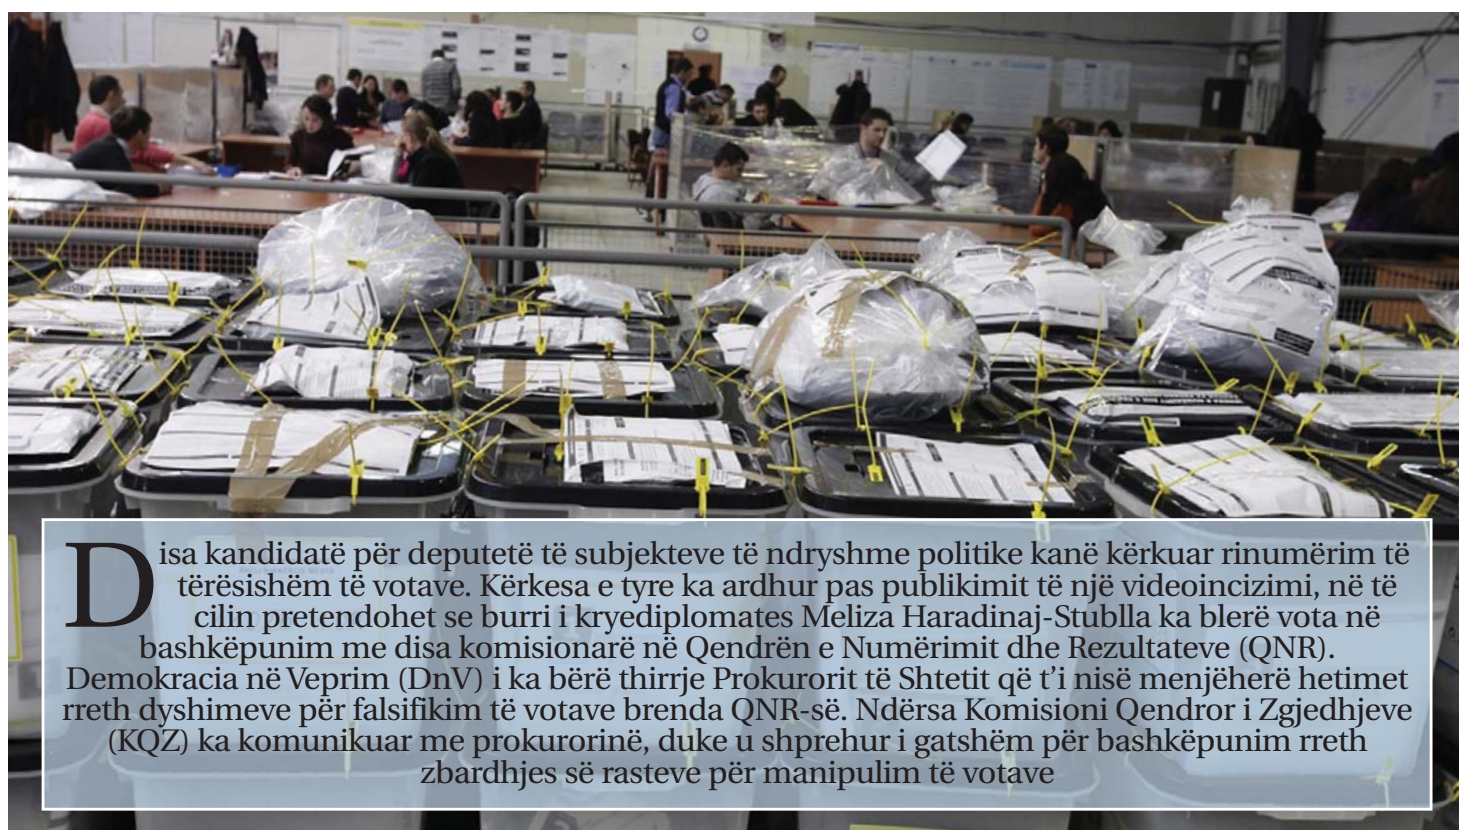 Disa kandidatë për deputetë të subjekteve të ndryshme politike kanë kërkuar rinumërim të
tërësishëm të votave. Kërkesa e tyre ka ardhur pas publikimit të një videoincizimi, në të
cilin pretendohet se burri i kryediplomates Meliza Haradinaj-Stublla ka blerë vota në
bashkëpunim me disa komisionarë në Qendrën e Numërimit dhe Rezultateve (QNR).
Demokracia në Veprim (DnV) i ka bërë thirrje Prokurorit të Shtetit që t’i nisë menjëherë hetimet
rreth dyshimeve për falsifikim të votave brenda QNR-së. Ndërsa Komisioni Qendror i Zgjedhjeve
(KQZ) ka komunikuar me prokurorinë, duke u shprehur i gatshëm për bashkëpunim rreth
zbardhjes së rasteve për manipulim të votave